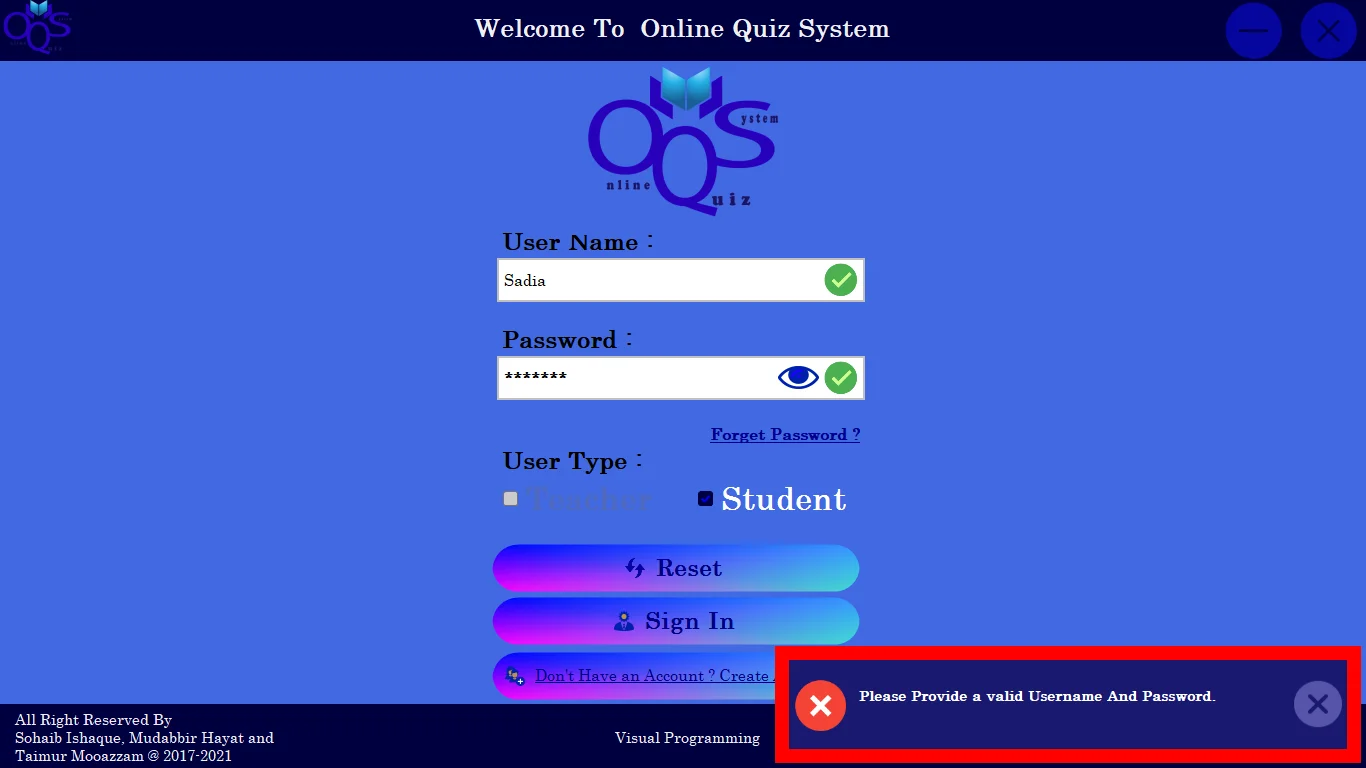 Welcome To  Online Quiz System
OQS
ystem
nline
uiz
User Name :
Sadia
Password :
*******
Forget Password ?
User Type :
Teacher
Student
Reset
Sign In
Don't Have an Account ? Create
Please Provide a valid Username And Password.
All Right Reserved By
Sohaib Ishaque, Mudabbir Hayat and
Taimur Mooazzam @ 2017-2021
Visual Programming